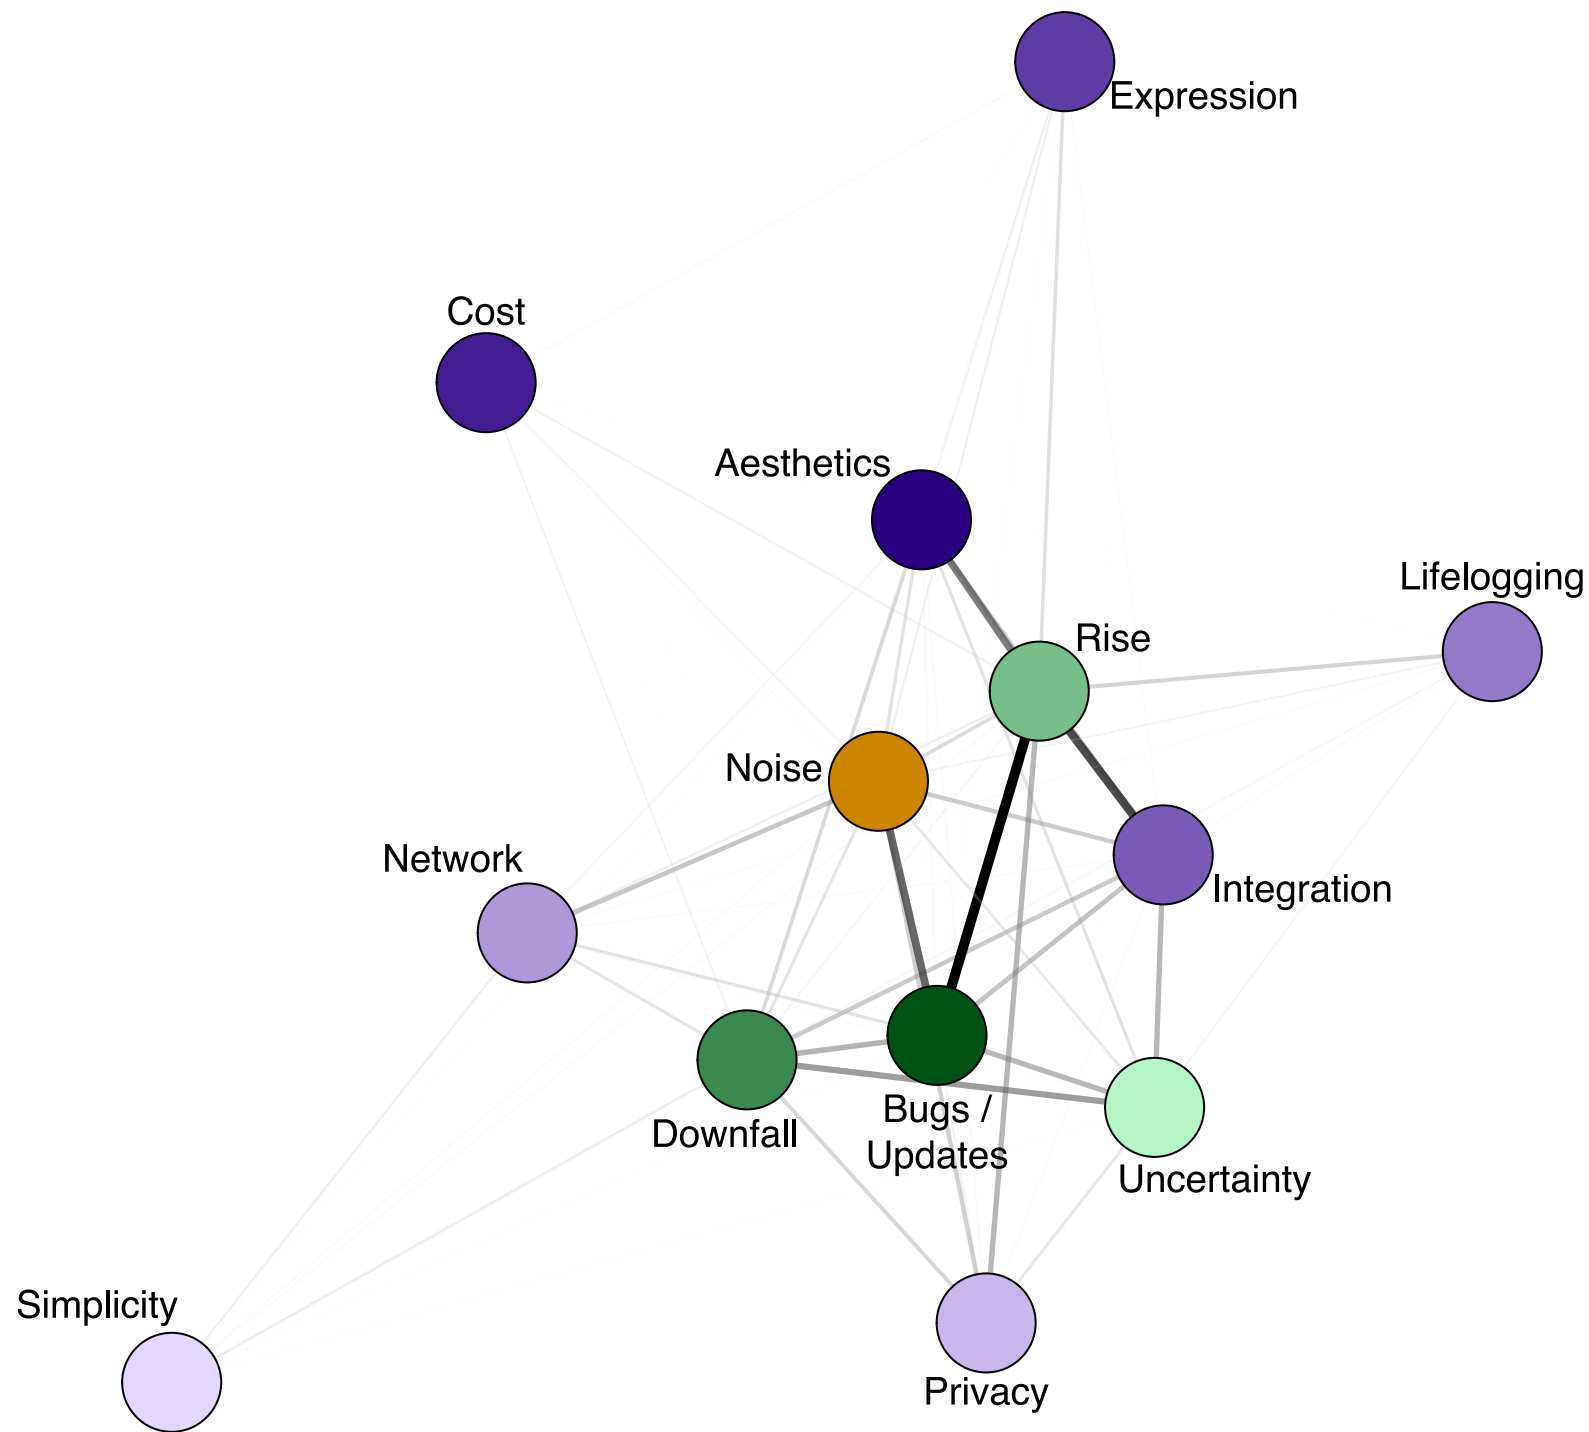 Expression
Cost
Aesthetics
Lifelogging
Rise
Noise
Network
Integration
Bugs /
Updates
Downfall
Uncertainty
Simplicity
Privacy